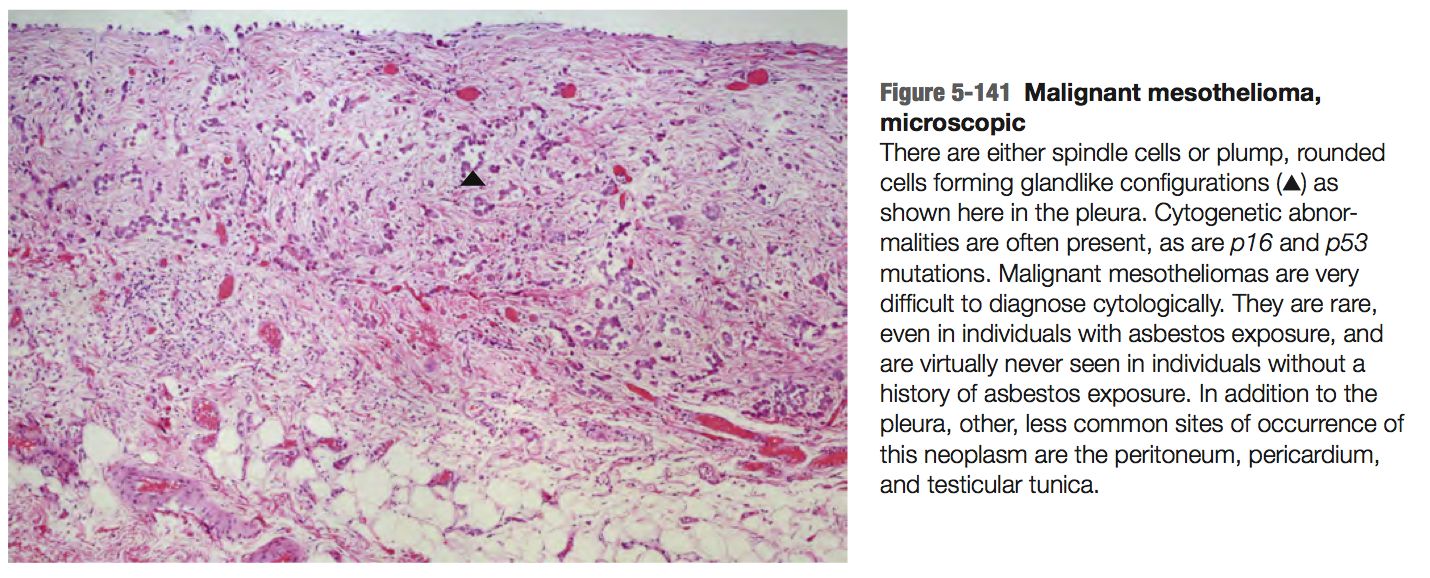 Figure 5-141 Malignant mesothelioma,
microscopic
There are either spindle cells or plump, rounded
cells forming glandlike configurations (▲) as
shown here in the pleura. Cytogenetic abnor-
malities are often present, as are p16 and p53
mutations. Malignant mesotheliomas are very
difficult to diagnose cytologically. They are rare,
even in individuals with asbestos exposure, and
are virtually never seen in individuals without a
history of asbestos exposure. In addition to the
pleura, other, less common sites of occurrence of
this neoplasm are the peritoneum, pericardium,
and testicular tunica.